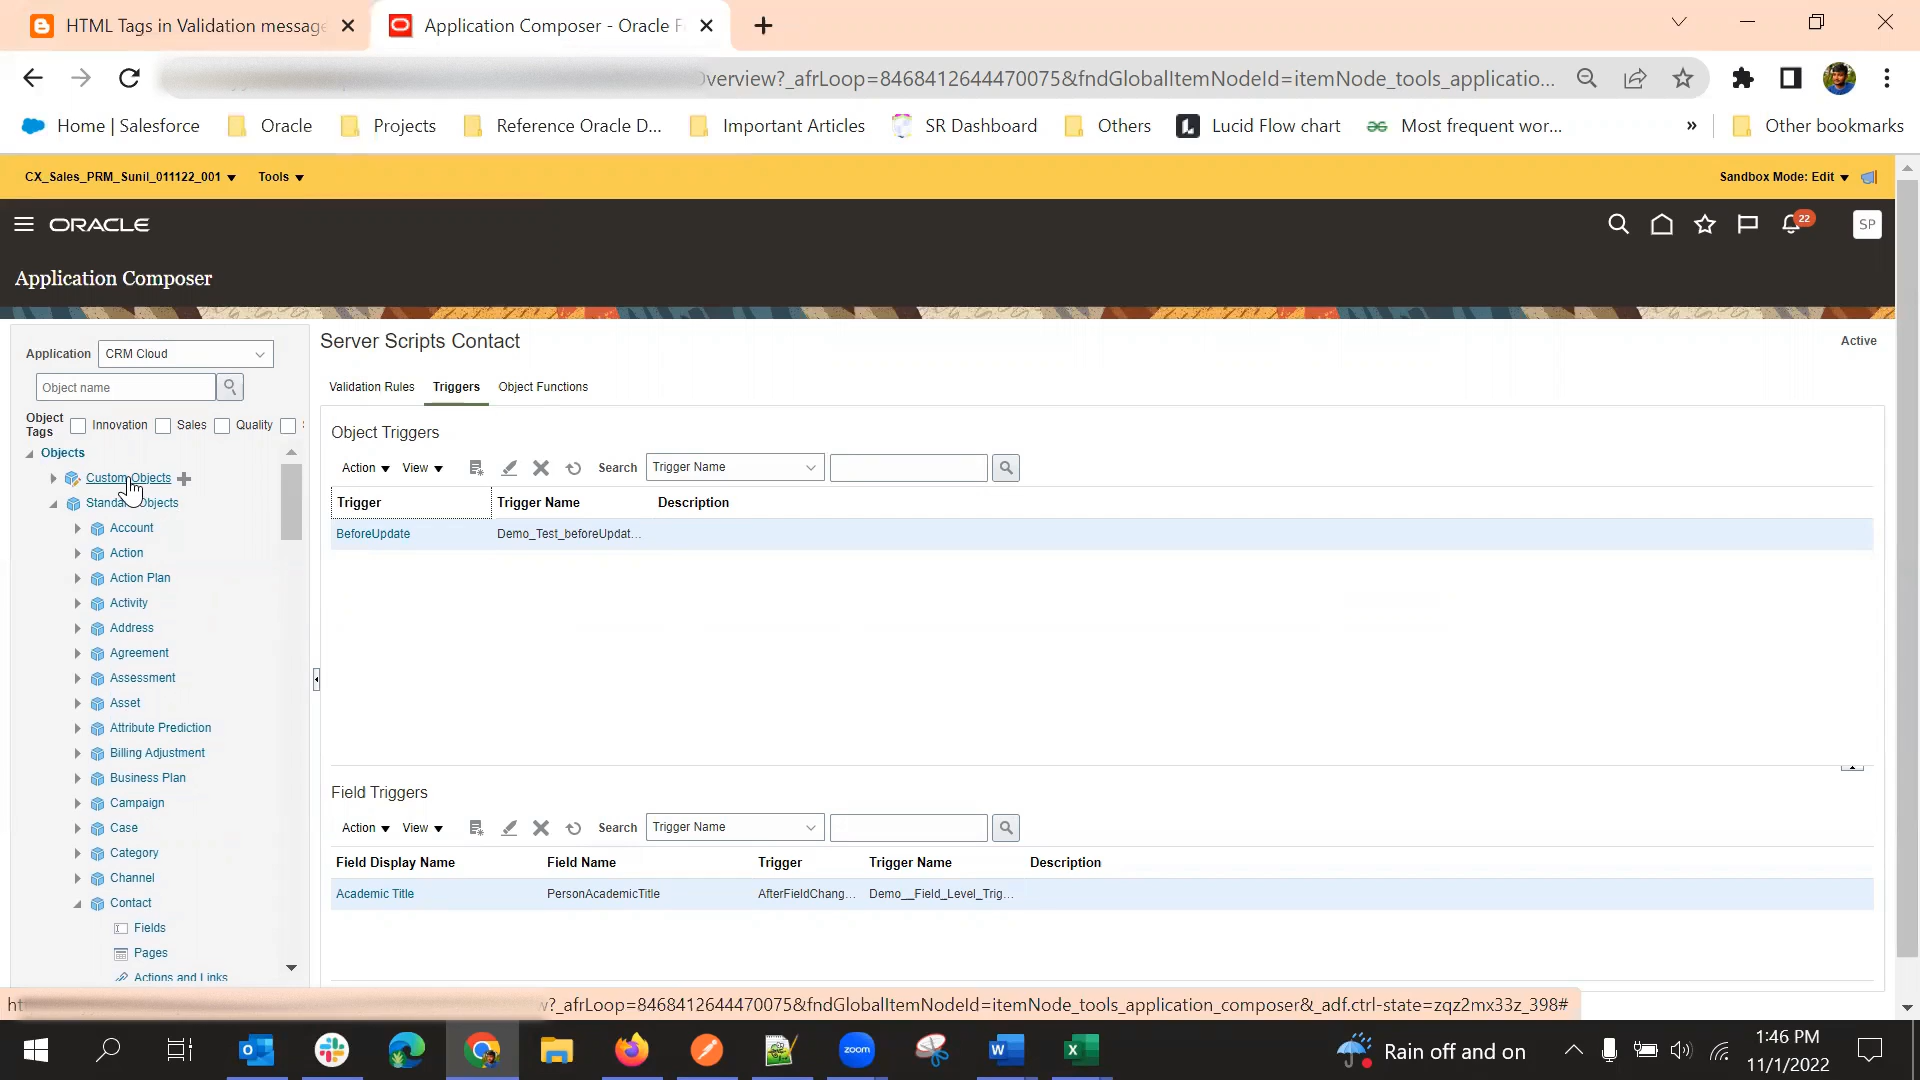 HTML Tags in Validation message
Application Composer - Oracle F
Overview?_afrLoop=8468412644470075&fndGlobalItemNodeId=itemNode_tools_applicatio...
Home | Salesforce
Oracle
Projects
Reference Oracle D...
Important Articles
SR Dashboard
Others
Lucid Flow chart
Most frequent wor...
»
Other bookmarks
CX_Sales_PRM_Sunil_011122_001
Tools
Sandbox Mode: Edit
ORACLE
22
SP
Application Composer
Application
CRM Cloud
Object name
Object Tags
Innovation
Sales
Quality
Objects
Custom Objects
Standard Objects
Account
Action
Action Plan
Activity
Address
Agreement
Assessment
Asset
Attribute Prediction
Billing Adjustment
Business Plan
Campaign
Case
Category
Channel
Contact
Fields
Pages
Actions and Links
Server Scripts Contact
Active
Validation Rules
Triggers
Object Functions
Object Triggers
Action
View
Search
Trigger Name
Trigger
Trigger Name
Description
BeforeUpdate
Demo_Test_beforeUpdat...
Field Triggers
Action
View
Search
Trigger Name
Field Display Name
Field Name
Trigger
Trigger Name
Description
Academic Title
PersonAcademicTitle
AfterFieldChang...
Demo__Field_Level_Trig...
?_afrLoop=8468412644470075&fndGlobalItemNodeId=itemNode_tools_application_composer&_adf.ctrl-state=zqz2mx33z_398#
zoom
Rain off and on
1:46 PM
11/1/2022